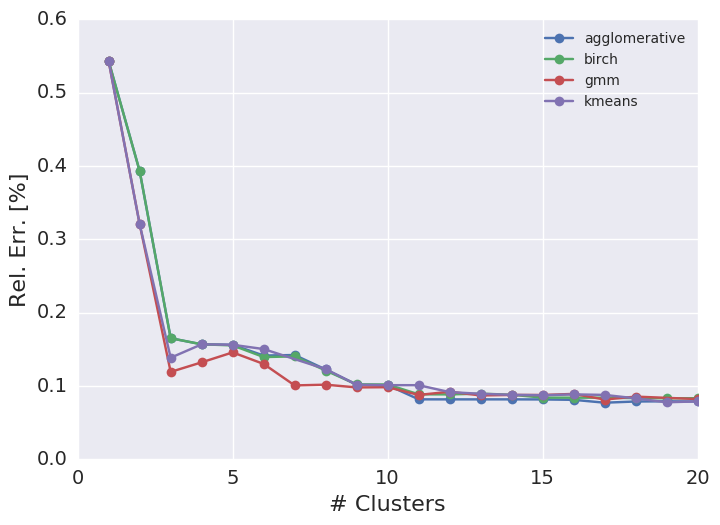 0.6
0.5
0.4
0.3
0.2
0.1
0.0
Rel. Err. [%]
agglomerative
birch
gmm
kmeans
0 5 10 15 20
# Clusters